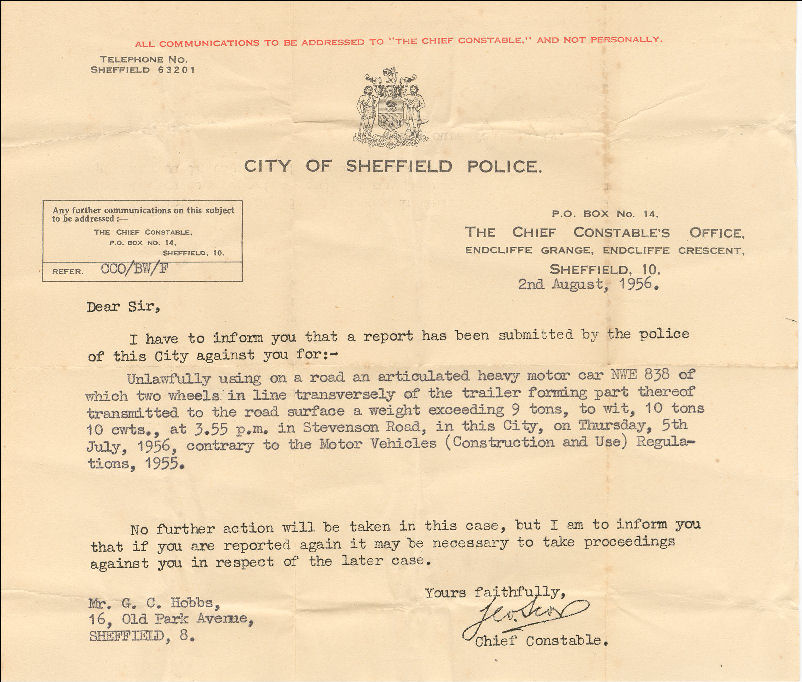 ALL COMMUNICATIONS TO BE ADDRESSED TO "THE CHIEF CONSTABLE," AND NOT PERSONALLY.
TELEPHONE NO.
SHEFFIELD 63201
CITY OF SHEFFIELD POLICE.
Any further communications on this subject
to be addressed :—
THE CHIEF CONSTABLE,
P.O. BOX NO. 14,
SHEFFIELD, 10.
REFER. CCO/BW/F
P.O. BOX No. 14,
THE CHIEF CONSTABLE'S OFFICE,
ENDCLIFFE GRANGE, ENDCLIFFE CRESCENT,
SHEFFIELD, 10.
2nd August, 1956.
Dear Sir,
I have to inform you that a report has been submitted by the police
of this City against you for:-
Unlawfully using on a road an articulated heavy motor car NWE 838 of
which two wheels in line transversely of the trailer forming part thereof
transmitted to the road surface a weight exceeding 9 tons, to wit, 10 tons
10 cwts., at 3.55 p.m. in Stevenson Road, in this City, on Thursday, 5th
July, 1956, contrary to the Motor Vehicles (Construction and Use) Regula-
tions, 1955.
No further action will be taken in this case, but I am to inform you
that if you are reported again it may be necessary to take proceedings
against you in respect of the later case.
Yours faithfully,
Chief Constable.
Mr. G. C. Hobbs,
16, Old Park Avenue,
SHEFFIELD, 8.